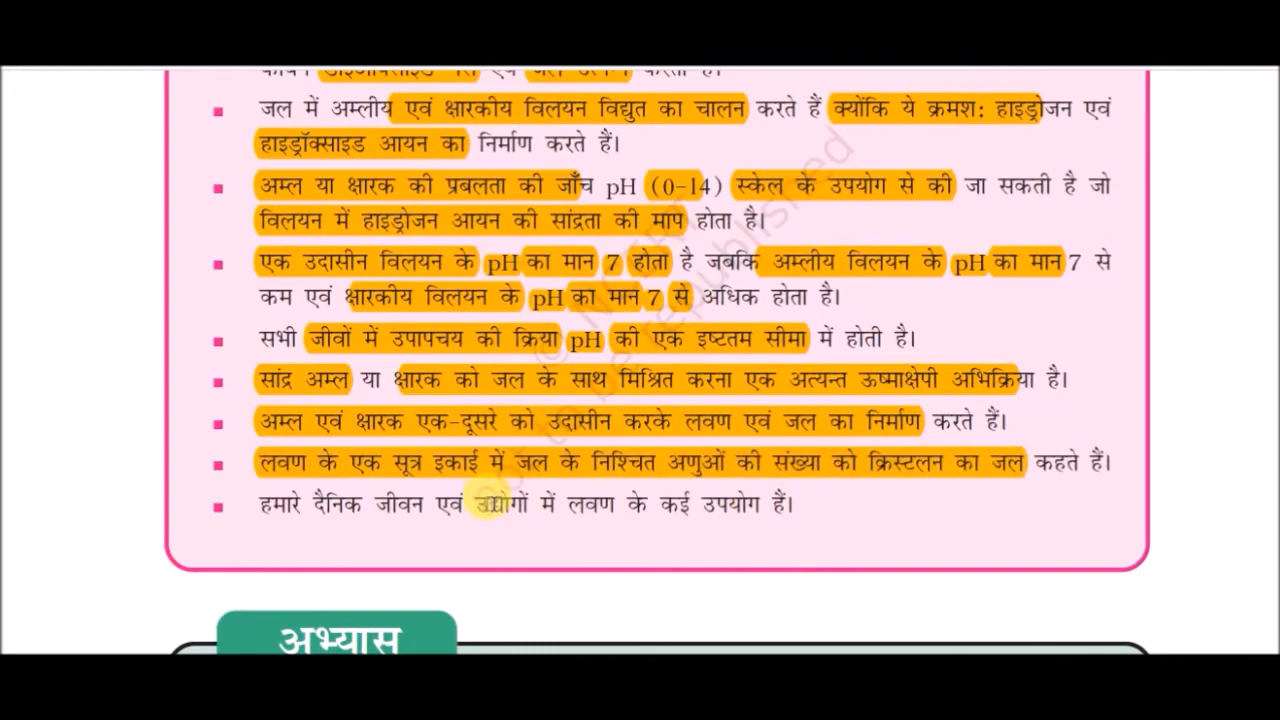 जल में अम्लीय एवं क्षारकीय विलयन विद्युत का चालन करते हैं क्योंकि ये क्रमश: हाइड्रोजन एवं
हाइड्रॉक्साइड आयन का निर्माण करते हैं।
अम्ल या क्षारक की प्रबलता की जाँच pH (0-14) स्केल के उपयोग से की जा सकती है जो
विलयन में हाइड्रोजन आयन की सांद्रता की माप होता है।
एक उदासीन विलयन के pH का मान 7 होता है जबकि अम्लीय विलयन के pH का मान 7 से
कम एवं क्षारकीय विलयन के pH का मान 7 से अधिक होता है।
सभी जीवों में उपापचय की क्रिया pH की एक इष्टतम सीमा में होती है।
सांद्र अम्ल या क्षारक को जल के साथ मिश्रित करना एक अत्यन्त ऊष्माक्षेपी अभिक्रिया है।
अम्ल एवं क्षारक एक-दूसरे को उदासीन करके लवण एवं जल का निर्माण करते हैं।
लवण के एक सूत्र इकाई में जल के निश्चित अणुओं की संख्या को क्रिस्टलन का जल कहते हैं।
हमारे दैनिक जीवन एवं उद्योगों में लवण के कई उपयोग हैं।
अभ्यास